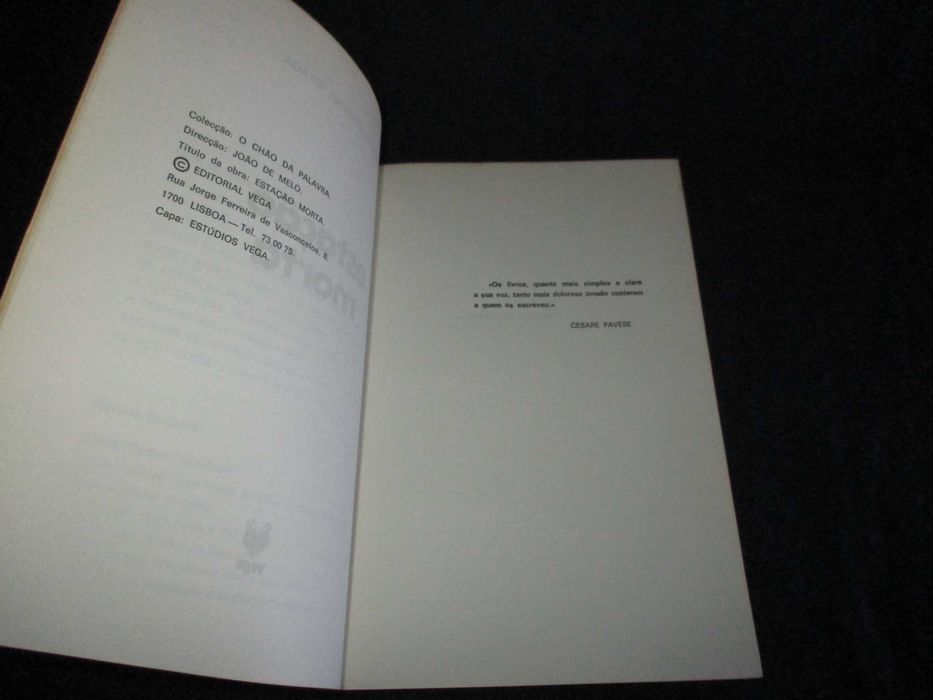 Colecção: O CHÃO DA PALAVRA.
Direcção: JOÃO DE MELO.
Título da obra: ESTAÇÃO MORTA.
© EDITORIAL VEGA
Rua Jorge Ferreira de Vasconcelos, 8.
1700 LISBOA — Tel. 73 00 75.
Capa: ESTÚDIOS VEGA.
«Os livros, quanto mais simples e clara
a sua voz, tanto mais dolorosa tensão custaram
a quem os escreveu.»
CESARE PAVESE